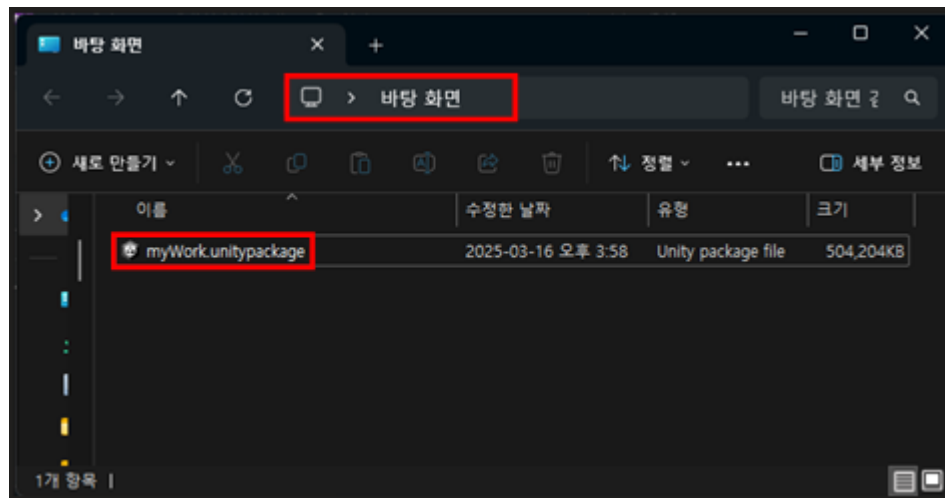 바탕 화면
바탕 화면
바탕 화면
새로 만들기
정렬
세부 정보
이름 수정한 날짜 유형 크기
myWork.unitypackage 2025-03-16 오후 3:58 Unity package file 504,204KB
1개 항목